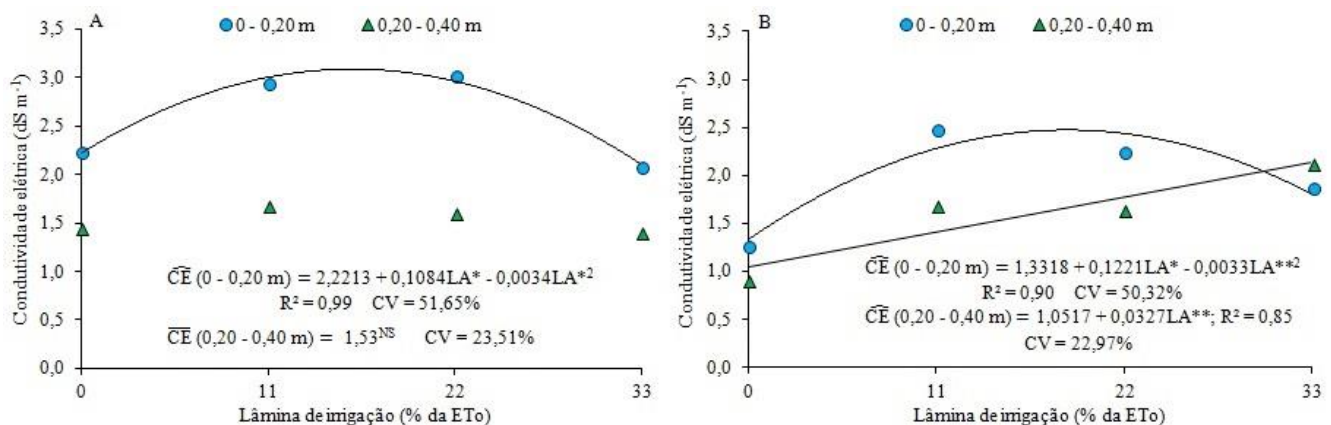 A
0 - 0,20 m
0,20 - 0,40 m
Condutividade elétrica (dS m⁻¹)
3,5
3,0
2,5
2,0
1,5
1,0
0,5
0,0
C͡E (0 - 0,20 m) = 2,2213 + 0,1084LA* - 0,0034LA*²
R² = 0,99 CV = 51,65%
C̅E̅ (0,20 - 0,40 m) = 1,53ᴺˢ CV = 23,51%
0 11 22 33
Lâmina de irrigação (% da ETo)
B
0 - 0,20 m
0,20 - 0,40 m
Condutividade elétrica (dS m⁻¹)
3,5
3,0
2,5
2,0
1,5
1,0
0,5
0,0
C͡E (0 - 0,20 m) = 1,3318 + 0,1221LA* - 0,0033LA**²
R² = 0,90 CV = 50,32%
C͡E (0,20 - 0,40 m) = 1,0517 + 0,0327LA**; R² = 0,85
CV = 22,97%
0 11 22 33
Lâmina de irrigação (% da ETo)